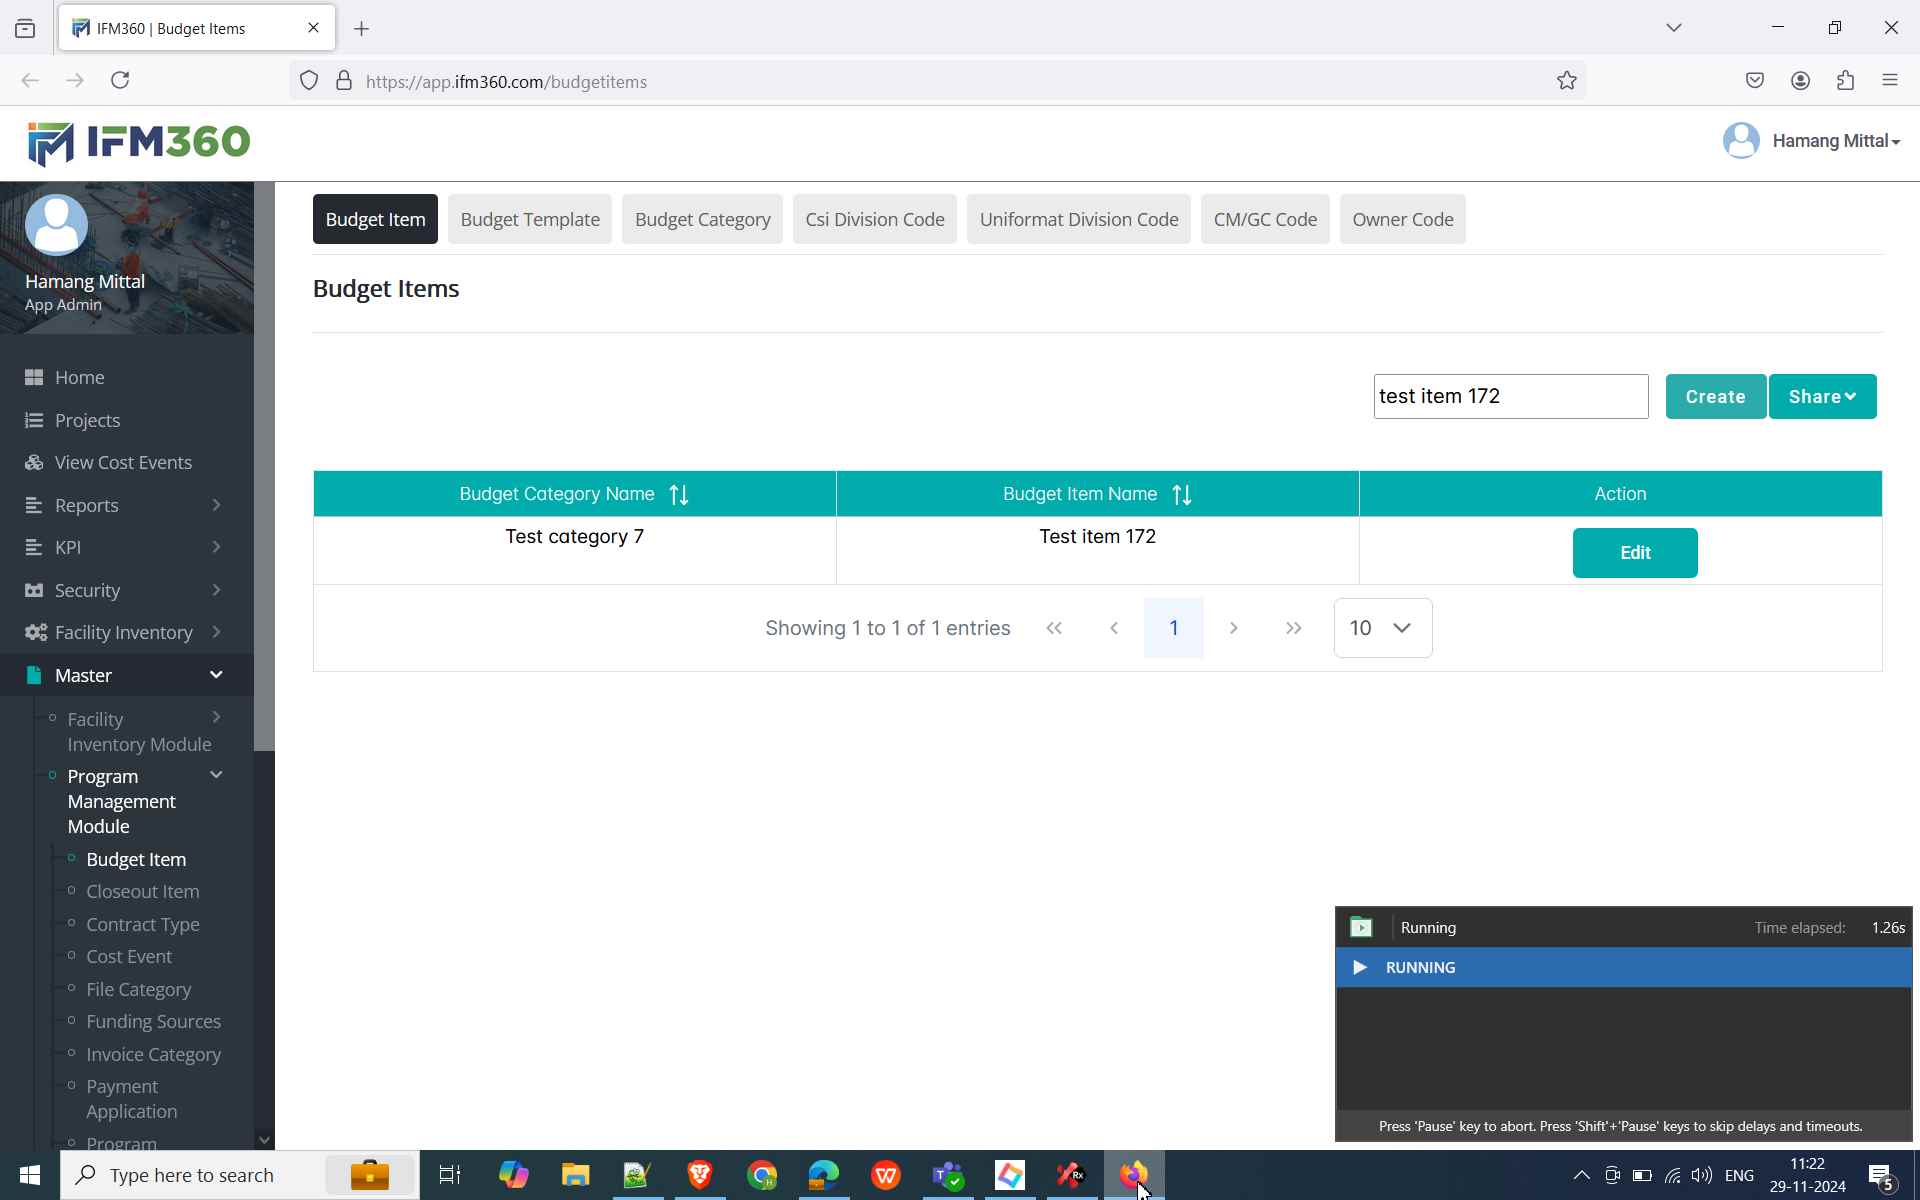 IFM360 | Budget Items
https://app.ifm360.com/budgetitems
IFM360
Hamang Mittal
Hamang Mittal
App Admin
Home
Projects
View Cost Events
Reports
KPI
Security
Facility Inventory
Master
Facility
Inventory Module
Program
Management
Module
Budget Item
Closeout Item
Contract Type
Cost Event
File Category
Funding Sources
Invoice Category
Payment
Application
Program
Budget Item Budget Template Budget Category Csi Division Code Uniformat Division Code CM/GC Code Owner Code
Budget Items
test item 172 Create Share
Budget Category Name Budget Item Name Action
Test category 7 Test item 172 Edit
Showing 1 to 1 of 1 entries 1 10
Running Time elapsed: 1.26s
RUNNING
Press 'Pause' key to abort. Press 'Shift'+'Pause' keys to skip delays and timeouts.
Type here to search
ENG
11:22
29-11-2024
5